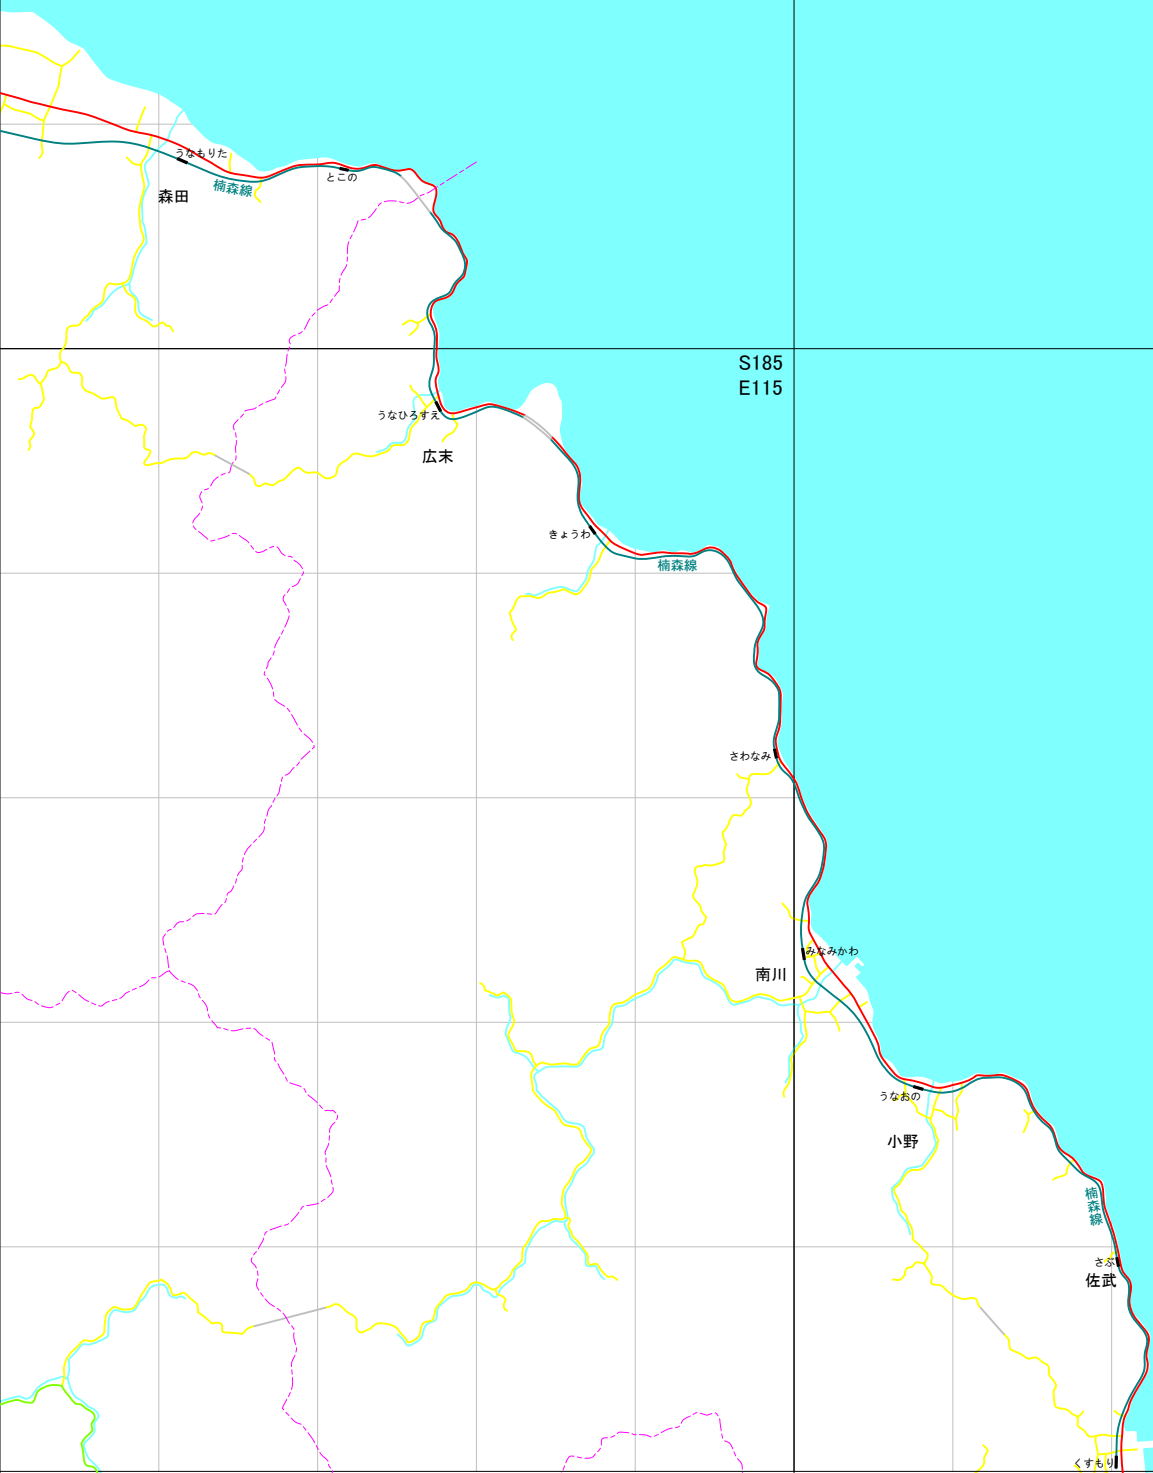 うなもりた
とこの
楠森線
森田
S185
E115
うなひろすえ
広末
きょうわ
楠森線
さわなみ
みなみかわ
南川
うなおの
小野
楠森線
さぶ
佐武
くすもり